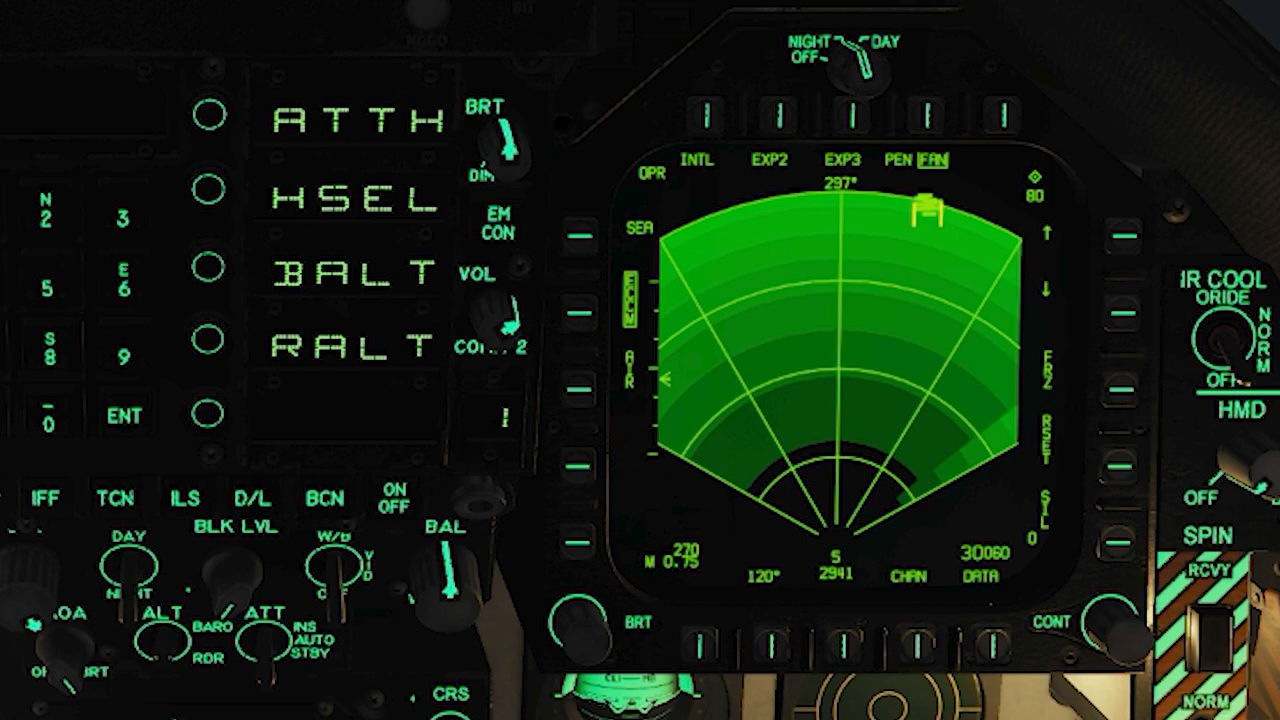 NIGHT DAY
OFF
BRT
DIM
EM
CON
VOL
ATTH
HSEL
BALT
RALT
N
2
3
5
E
6
S
8
9
0
ENT
IFF
TCN
ILS
D/L
BCN
ON
OFF
DAY
BLK LVL
W/B
VID
BAL
ALT
BARO
RDR
ATT
INS
AUTO
STBY
CRS
OPR
INTL
EXP2
EXP3
PEN
FAN
297°
80
SEA
AIR
FRZ
RSET
SIL
0
270
M 0.75
120°
S
2941
CHAN
30060
DATA
BRT
CONT
IR COOL
ORIDE
NORM
OFF
HMD
OFF
SPIN
RCVY
NORM